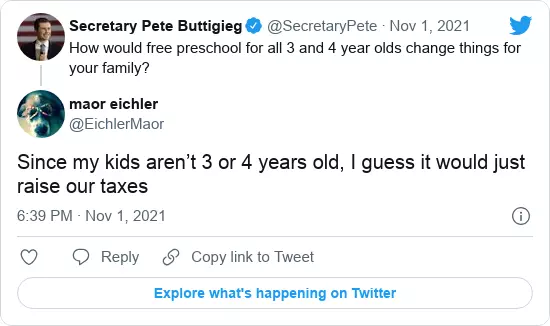 Secretary Pete Buttigieg @SecretaryPete · Nov 1, 2021
How would free preschool for all 3 and 4 year olds change things for
your family?
maor eichler
@EichlerMaor
Since my kids aren’t 3 or 4 years old, I guess it would just
raise our taxes
6:39 PM · Nov 1, 2021
Reply Copy link to Tweet
Explore what's happening on Twitter